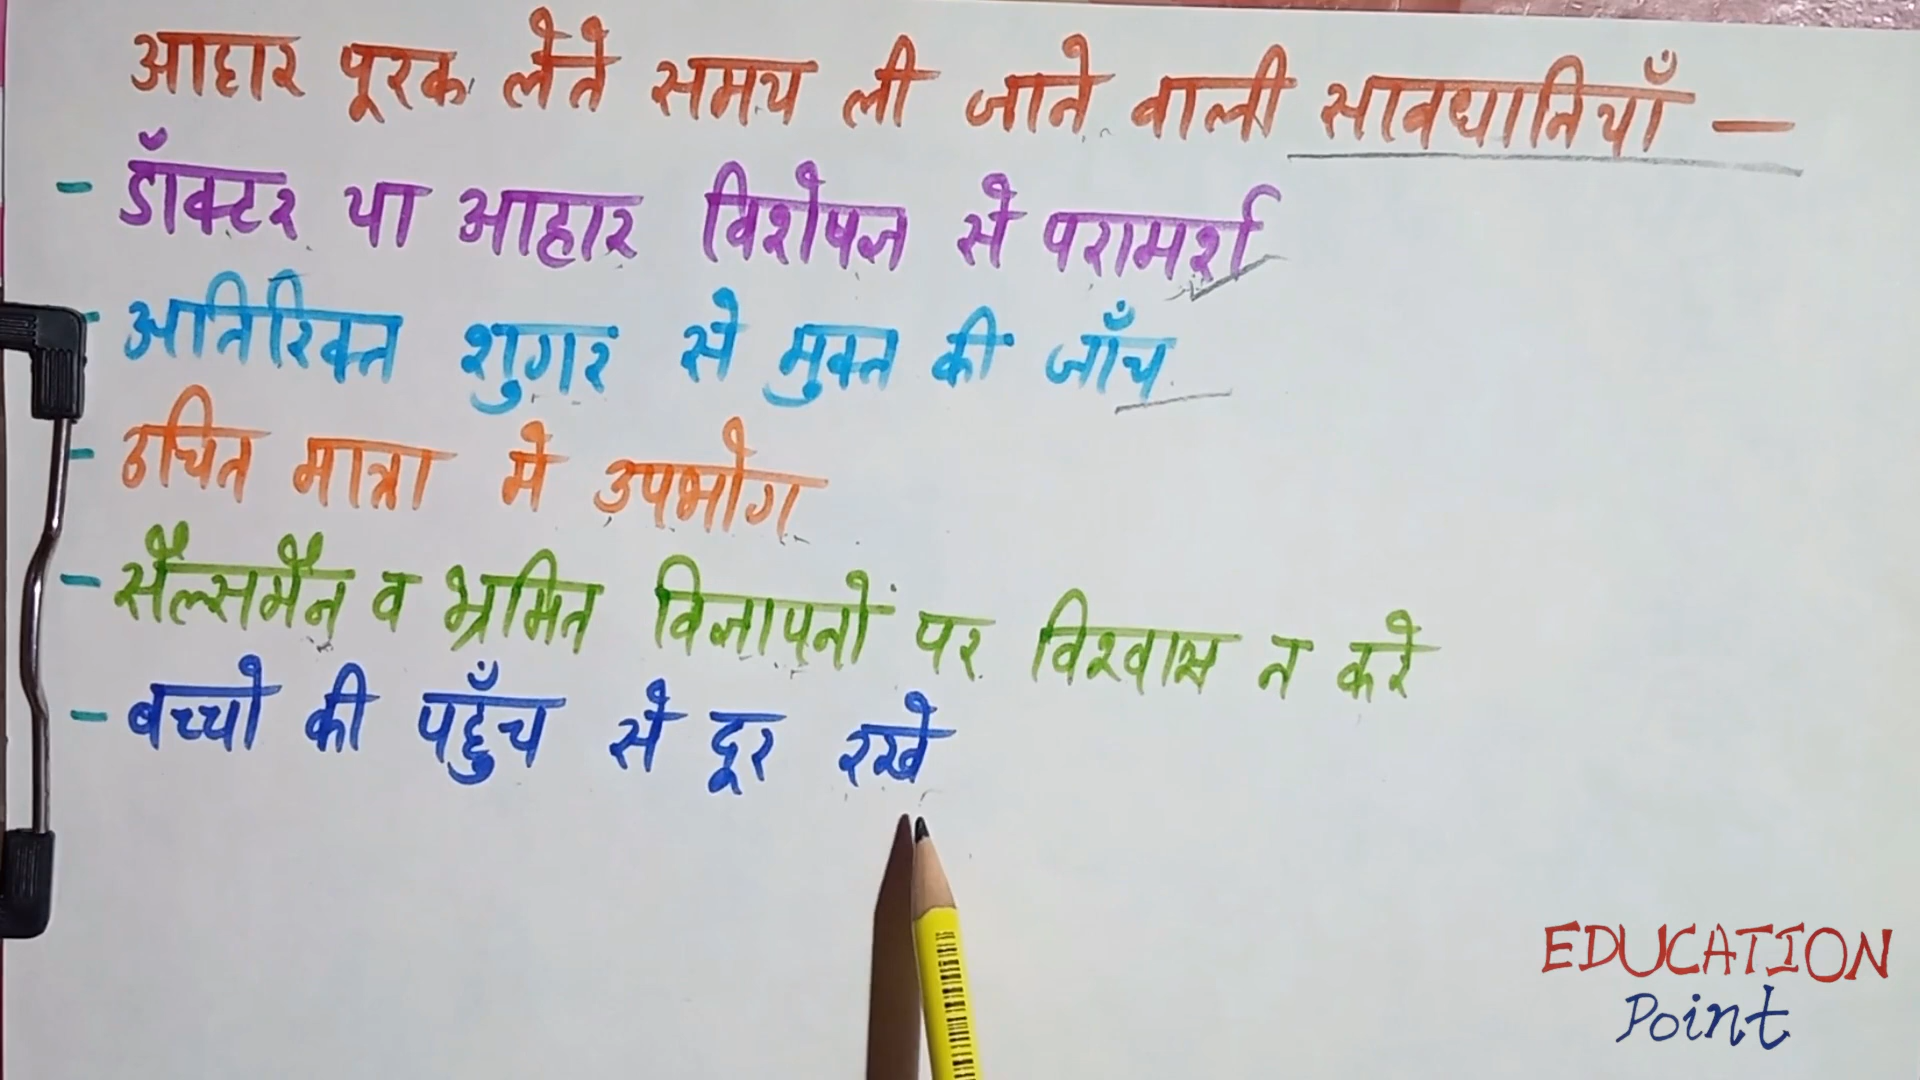 आहार पूरक लेते समय ली जाने वाली सावधानियाँ –
- डॉक्टर या आहार विशेषज्ञ से परामर्श
- अतिरिक्त शुगर से मुक्त की जाँच
- उचित मात्रा मे उपभोग
- सैल्समैन व भ्रमित विज्ञापनों पर विश्वास न करे
- बच्चो की पहुँच से दूर रखे
EDUCATION
Point